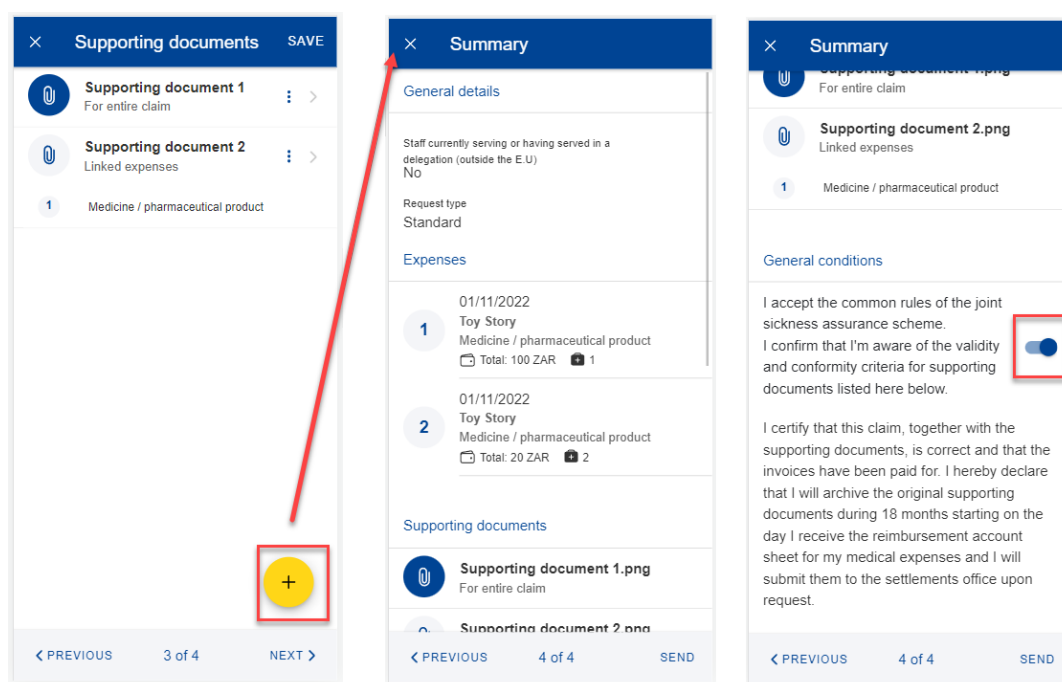 Supporting documents SAVE
Supporting document 1
For entire claim
Supporting document 2
Linked expenses
1 Medicine / pharmaceutical product
+
PREVIOUS 3 of 4 NEXT
Summary
General details
Staff currently serving or having served in a
delegation (outside the E.U)
No
Request type
Standard
Expenses
01/11/2022
1 Toy Story
Medicine / pharmaceutical product
Total: 100 ZAR 1
01/11/2022
2 Toy Story
Medicine / pharmaceutical product
Total: 20 ZAR 2
Supporting documents
Supporting document 1.png
For entire claim
Supporting document 2.png
PREVIOUS 4 of 4 SEND
Summary
Supporting document 1.png
For entire claim
Supporting document 2.png
Linked expenses
1 Medicine / pharmaceutical product
General conditions
I accept the common rules of the joint
sickness assurance scheme.
I confirm that I'm aware of the validity
and conformity criteria for supporting
documents listed here below.
I certify that this claim, together with the
supporting documents, is correct and that the
invoices have been paid for. I hereby declare
that I will archive the original supporting
documents during 18 months starting on the
day I receive the reimbursement account
sheet for my medical expenses and I will
submit them to the settlements office upon
request.
PREVIOUS 4 of 4 SEND